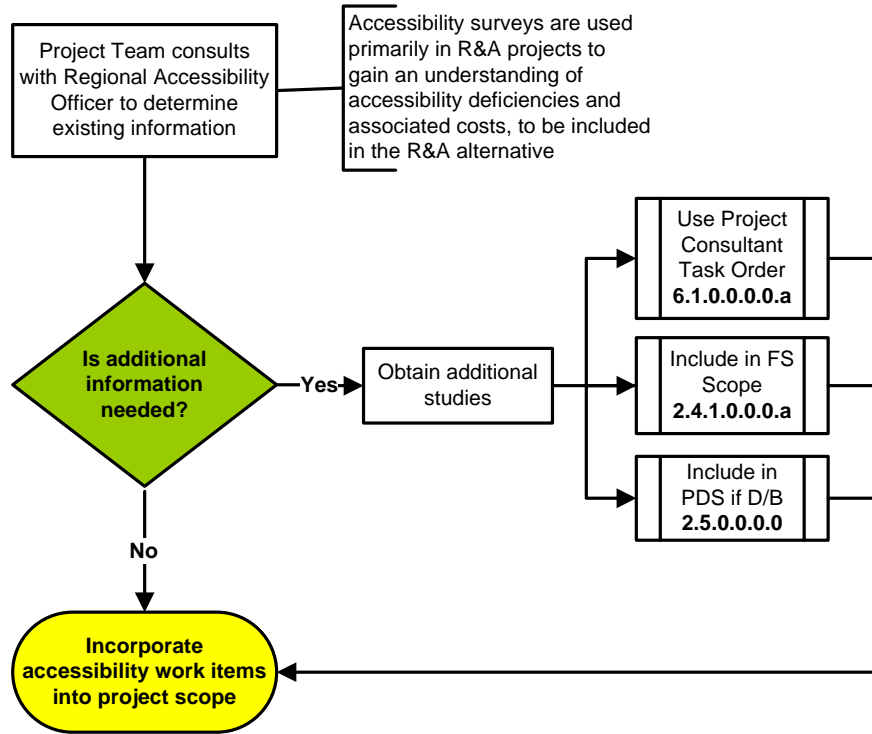 Project Team consults
with Regional Accessibility
Officer to determine
existing information
Accessibility surveys are used
primarily in R&A projects to
gain an understanding of
accessibility deficiencies and
associated costs, to be included
in the R&A alternative
Is additional
information
needed?
Yes
Obtain additional
studies
Use Project
Consultant
Task Order
6.1.0.0.0.0.a
Include in FS
Scope
2.4.1.0.0.0.a
Include in
PDS if D/B
2.5.0.0.0.0
No
Incorporate
accessibility work items
into project scope